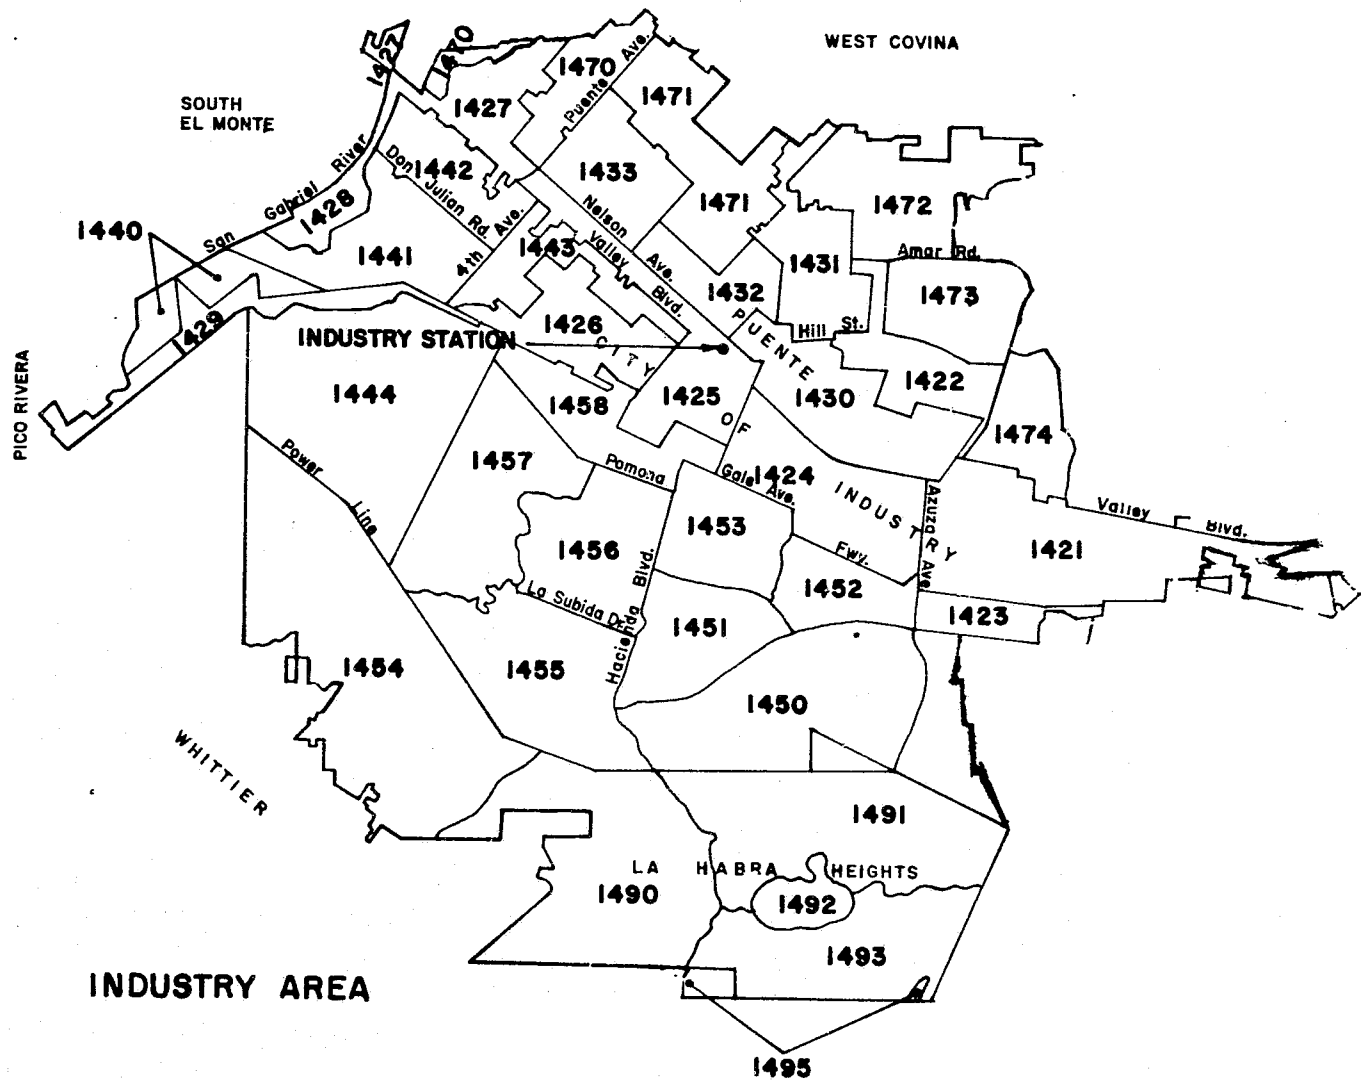 WEST COVINA
SOUTH
EL MONTE
1427
1470
1470
Puente Ave.
1471
1427
1442
1433
1471
1472
San Gabriel River
1428
Don Julian Rd.
4th Ave.
1440
1441
1443
Nelson Ave.
Valley Blvd.
1431
Amar Rd.
1432
1473
1429
1426
INDUSTRY STATION
Hill St.
PICO RIVERA
CITY
PUENTE
1444
1458
1425
1430
1422
OF
1474
Power Line
1457
Pomona
Gale Ave.
1424
INDUSTRY
Azuza Ave.
Valley Blvd.
1453
Fwy.
1456
1421
Hacienda Blvd.
La Subida Dr.
1452
1423
1451
1454
1455
1450
WHITTIER
1491
LA HABRA HEIGHTS
1490
1492
1493
INDUSTRY AREA
1495